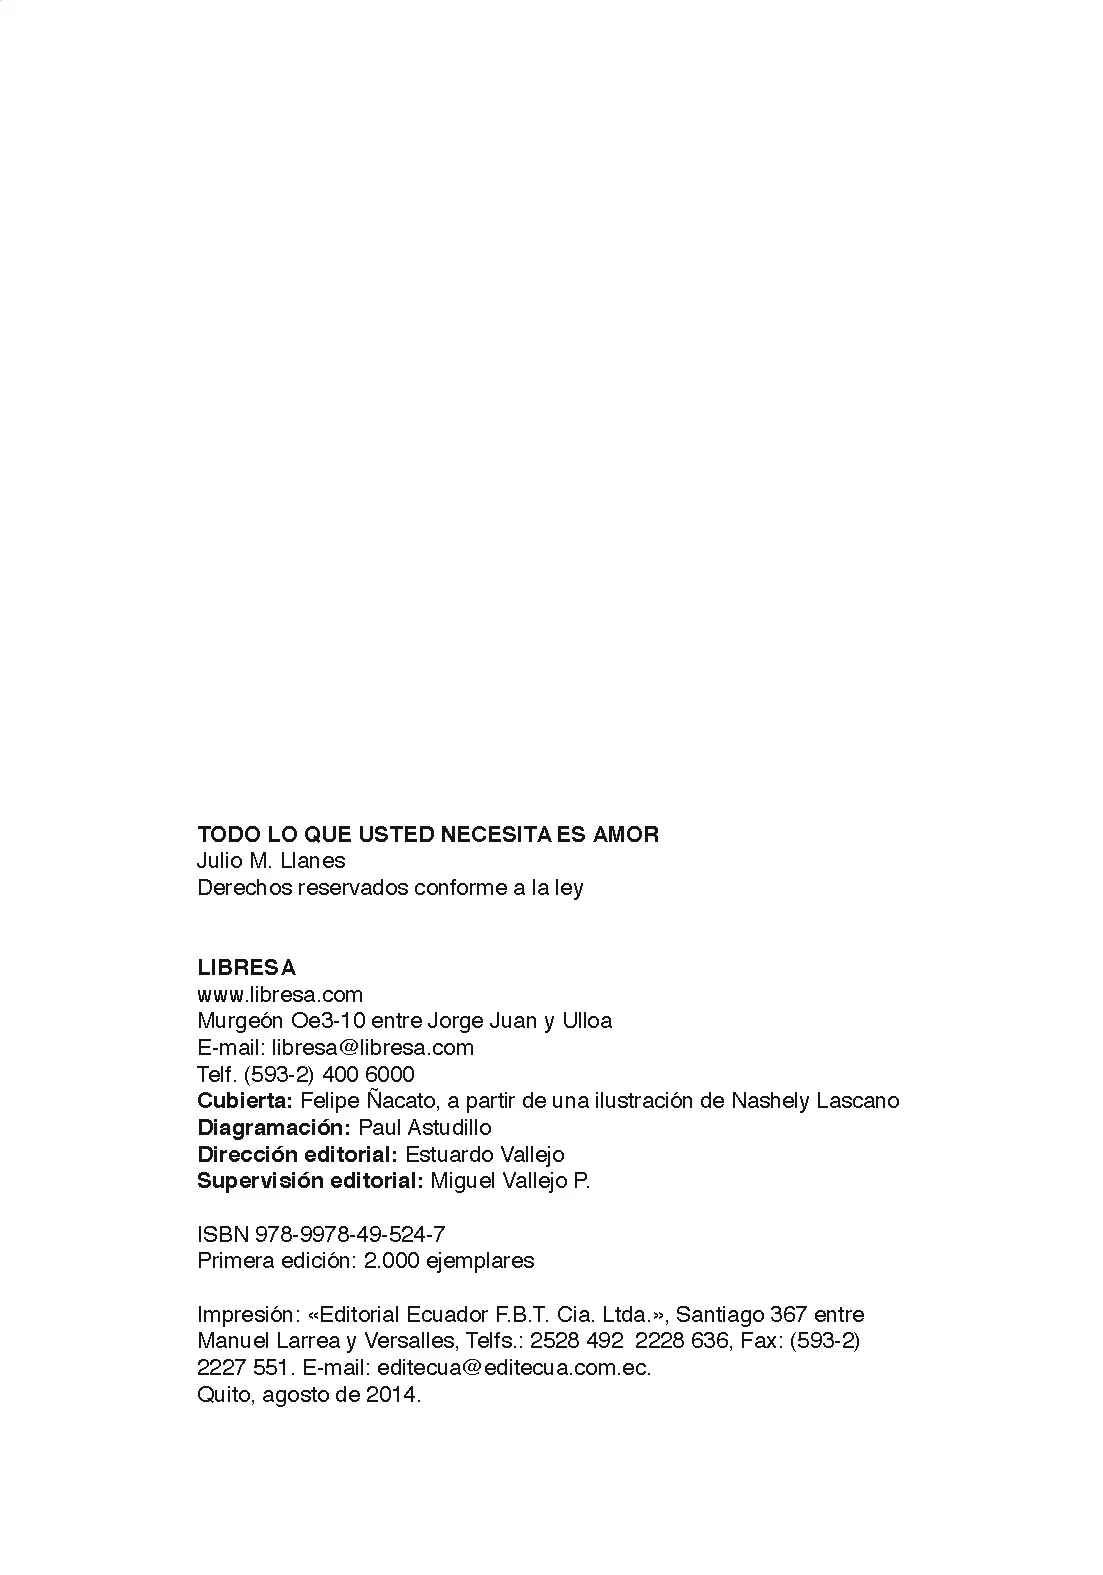 TODO LO QUE USTED NECESITA ES AMOR
Julio M. Llanes
Derechos reservados conforme a la ley
LIBRESA
www.libresa.com
Murgeón Oe3-10 entre Jorge Juan y Ulloa
E-mail: libresa@libresa.com
Telf. (593-2) 400 6000
Cubierta: Felipe Ñacato, a partir de una ilustración de Nashely Lascano
Diagramación: Paul Astudillo
Dirección editorial: Estuardo Vallejo
Supervisión editorial: Miguel Vallejo P.
ISBN 978-9978-49-524-7
Primera edición: 2.000 ejemplares
Impresión: «Editorial Ecuador F.B.T. Cia. Ltda.», Santiago 367 entre
Manuel Larrea y Versalles, Telfs.: 2528 492  2228 636, Fax: (593-2)
2227 551. E-mail: editecua@editecua.com.ec.
Quito, agosto de 2014.